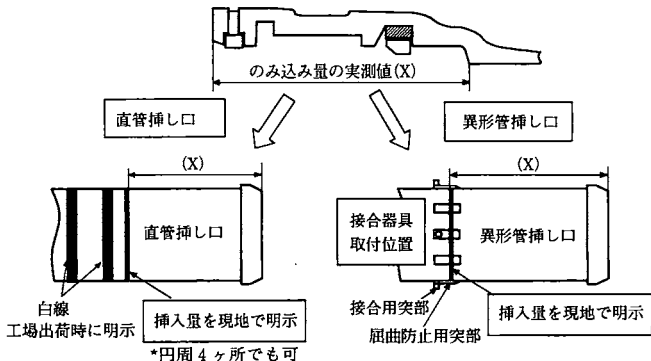 のみ込み量の実測値(X)
直管挿し口
異形管挿し口
(X)
(X)
直管挿し口
接合器具
取付位置
異形管挿し口
白線
工場出荷時に明示
挿入量を現地で明示
*円周4ヶ所でも可
接合用突部
屈曲防止用突部
挿入量を現地で明示